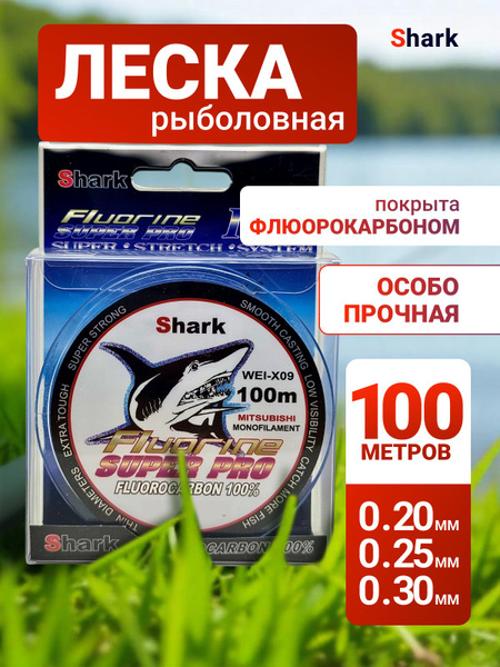 Shark
ЛЕСКА
рыболовная
Shark
Fluorine
SUPER PRO
SUPER • STRETCH • SYSTEM
покрыта
ФЛЮОРОКАРБОНОМ
ОСОБО
ПРОЧНАЯ
EXTRA TOUGH SUPER STRONG
SMOOTH CASTING LOW VISIBILITY CATCH MORE FISH
THIN DIAMETERS
Shark
WEI-X09
100m
MITSUBISHI
MONOFILAMENT
Fluorine
SUPER PRO
FLUOROCARBON 100%
Shark
100
МЕТРОВ
0.20мм
0.25мм
0.30мм